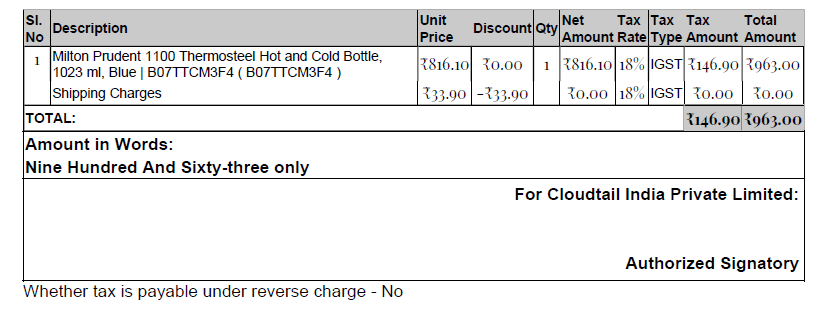 Sl. No Description Unit Price Discount Qty Net Amount Tax Rate Tax Type Tax Amount Total Amount
1 Milton Prudent 1100 Thermosteel Hot and Cold Bottle, 1023 ml, Blue | B07TTCM3F4 ( B07TTCM3F4 ) ₹816.10 ₹0.00 1 ₹816.10 18% IGST ₹146.90 ₹963.00
Shipping Charges ₹33.90 -₹33.90 ₹0.00 18% IGST ₹0.00 ₹0.00
TOTAL: ₹146.90 ₹963.00
Amount in Words:
Nine Hundred And Sixty-three only
For Cloudtail India Private Limited:
Authorized Signatory
Whether tax is payable under reverse charge - No